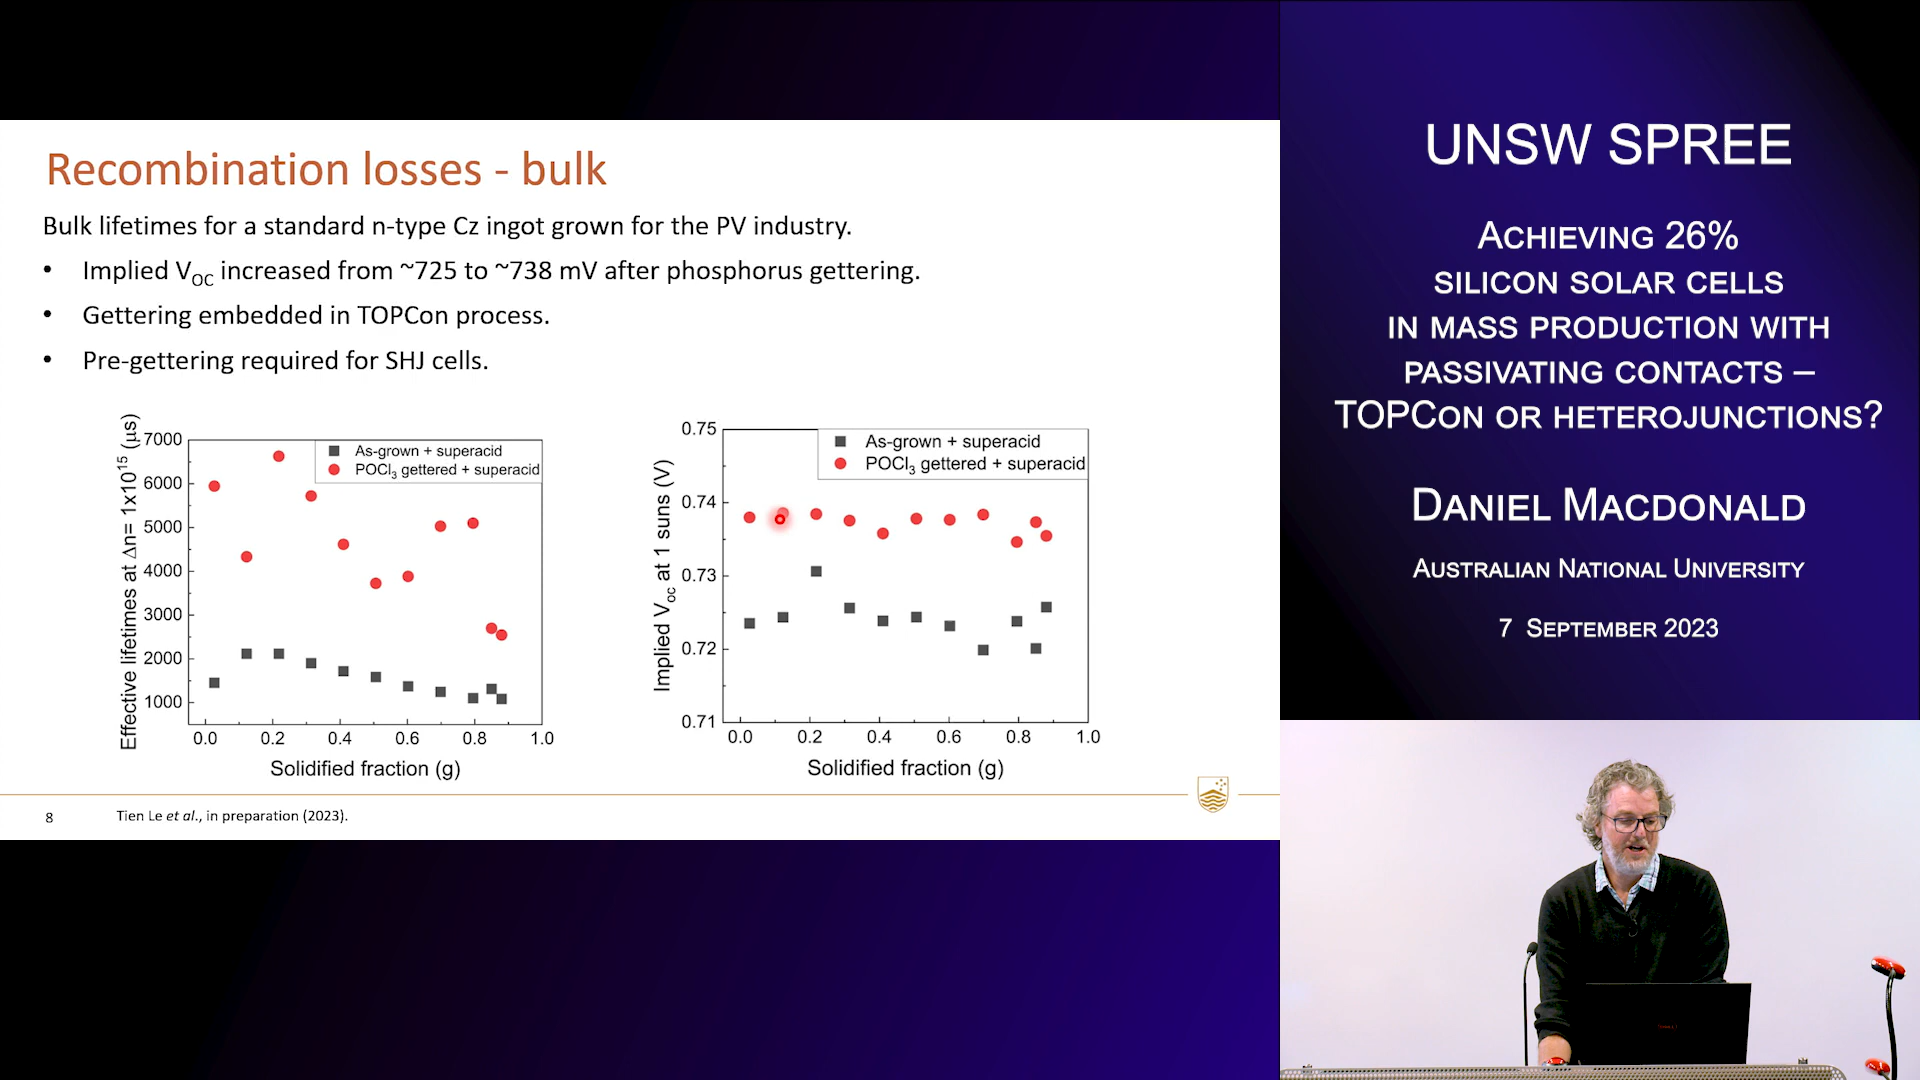 Recombination losses - bulk
Bulk lifetimes for a standard n-type Cz ingot grown for the PV industry.
• Implied VOC increased from ~725 to ~738 mV after phosphorus gettering.
• Gettering embedded in TOPCon process.
• Pre-gettering required for SHJ cells.
Effective lifetimes at Δn= 1x10¹⁵ (μs)
7000
6000
5000
4000
3000
2000
1000
As-grown + superacid
POCl₃ gettered + superacid
0.0 0.2 0.4 0.6 0.8 1.0
Solidified fraction (g)
Implied Voc at 1 suns (V)
0.75
0.74
0.73
0.72
0.71
As-grown + superacid
POCl₃ gettered + superacid
0.0 0.2 0.4 0.6 0.8 1.0
Solidified fraction (g)
8
Tien Le et al., in preparation (2023).
UNSW SPREE
ACHIEVING 26%
SILICON SOLAR CELLS
IN MASS PRODUCTION WITH
PASSIVATING CONTACTS –
TOPCON OR HETEROJUNCTIONS?
DANIEL MACDONALD
AUSTRALIAN NATIONAL UNIVERSITY
7 SEPTEMBER 2023